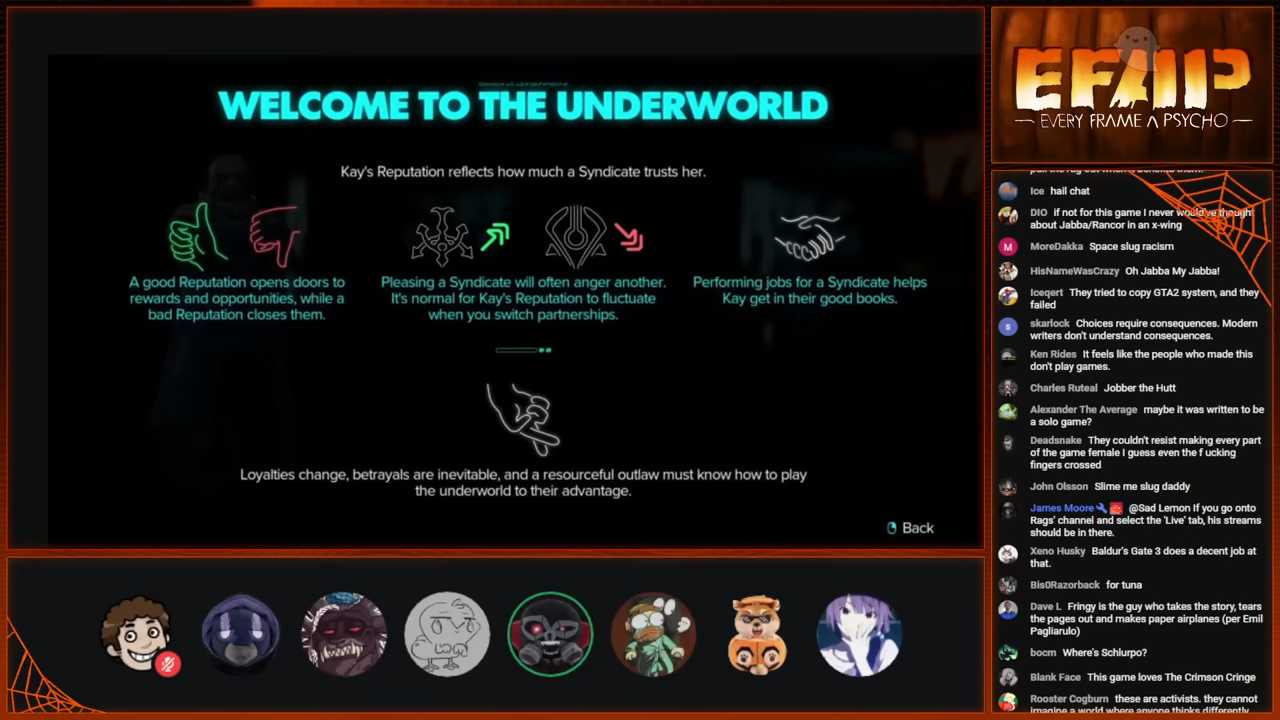 WELCOME TO THE UNDERWORLD
Kay's Reputation reflects how much a Syndicate trusts her.
A good Reputation opens doors to
rewards and opportunities, while a
bad Reputation closes them.
Pleasing a Syndicate will often anger another.
It's normal for Kay's Reputation to fluctuate
when you switch partnerships.
Performing jobs for a Syndicate helps
Kay get in their good books.
Loyalties change, betrayals are inevitable, and a resourceful outlaw must know how to play
the underworld to their advantage.
Back
EFAP
EVERY FRAME A PSYCHO
Ice hail chat
DIO if not for this game I never would've thought
about Jabba/Rancor in an x-wing
M
MoreDakka Space slug racism
HisNameWasCrazy Oh Jabba My Jabba!
Iceqert They tried to copy GTA2 system, and they
failed
s
skarlock Choices require consequences. Modern
writers don't understand consequences.
Ken Rides It feels like the people who made this
don't play games.
Charles Ruteal Jobber the Hutt
Alexander The Average maybe it was written to be
a solo game?
Deadsnake They couldn't resist making every part
of the game female I guess even the f ucking
fingers crossed
John Olsson Slime me slug daddy
James Moore @Sad Lemon If you go onto
Rags' channel and select the 'Live' tab, his streams
should be in there.
Xeno Husky Baldur's Gate 3 does a decent job at
that.
Bis0Razorback for tuna
Dave L Fringy is the guy who takes the story, tears
the pages out and makes paper airplanes (per Emil
Pagliarulo)
bocm Where's Schlurpo?
Blank Face This game loves The Crimson Cringe
Rooster Cogburn these are activists. they cannot
imagine a world where anyone thinks differently